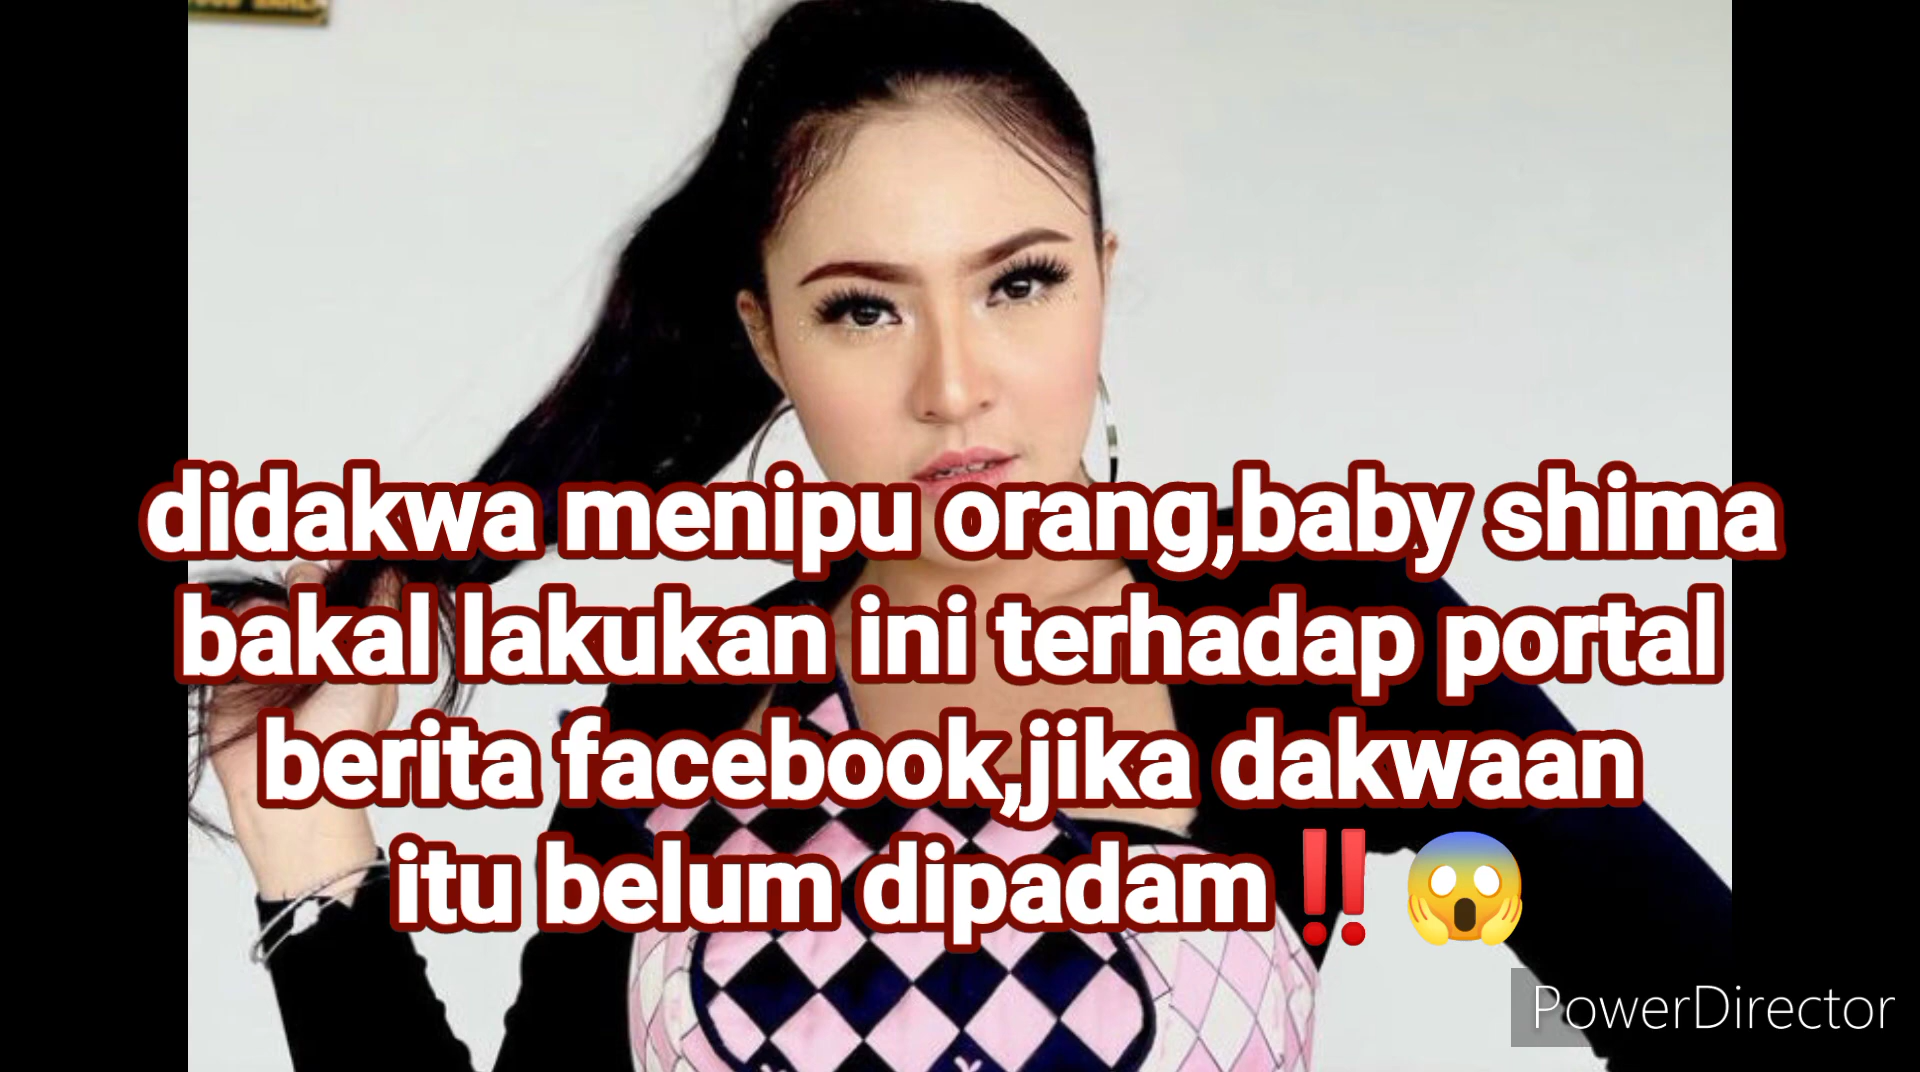 didakwa menipu orang,baby shima
bakal lakukan ini terhadap portal
berita facebook,jika dakwaan
itu belum dipadam‼️😱
PowerDirector